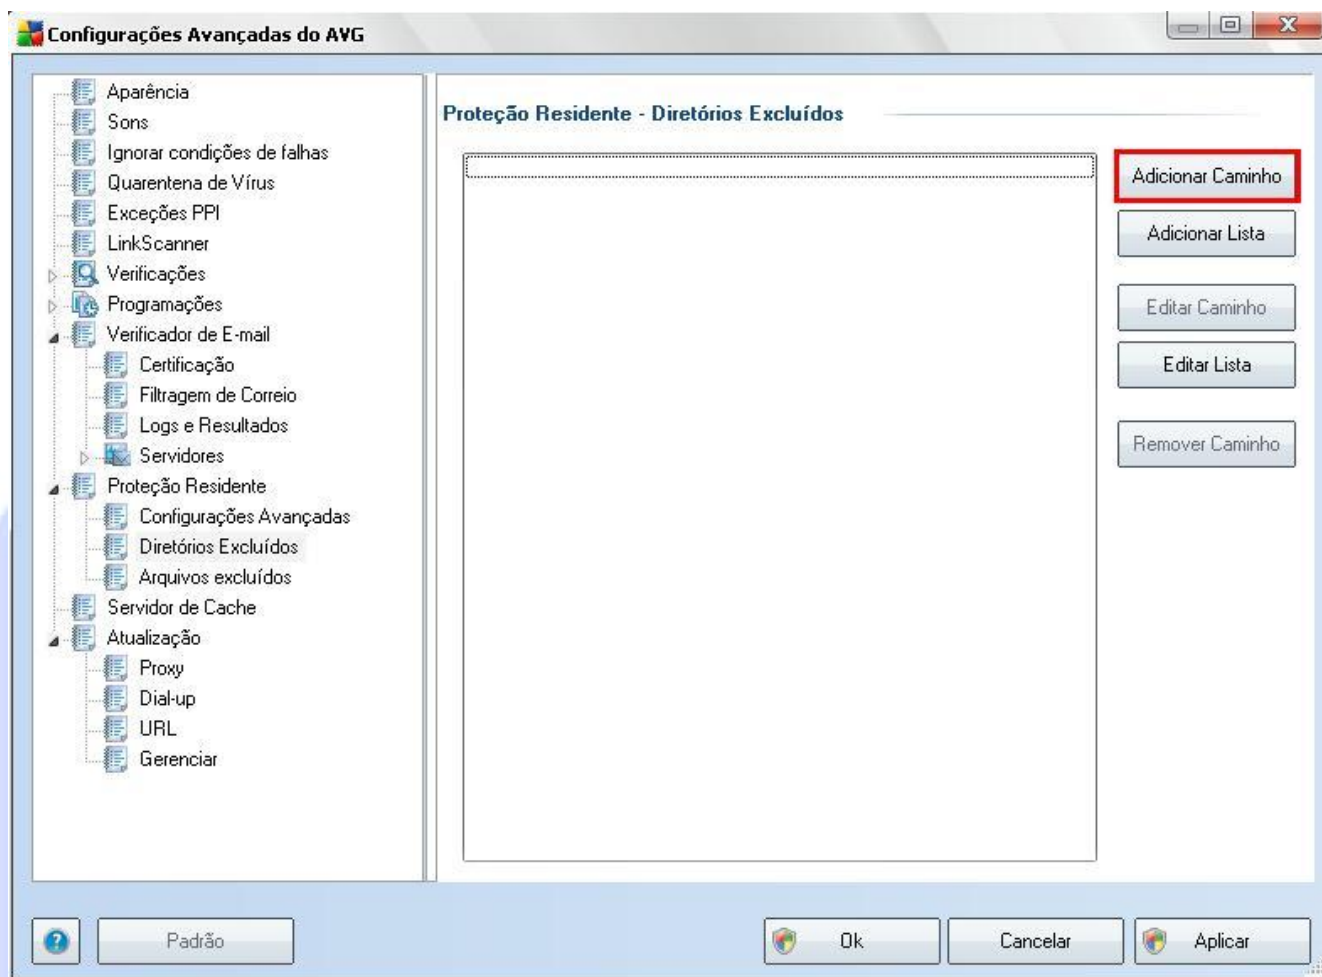 Configurações Avançadas do AVG
Aparência
Sons
Ignorar condições de falhas
Quarentena de Vírus
Exceções PPI
LinkScanner
Verificações
Programações
Verificador de E-mail
Certificação
Filtragem de Correio
Logs e Resultados
Servidores
Proteção Residente
Configurações Avançadas
Diretórios Excluídos
Arquivos excluídos
Servidor de Cache
Atualização
Proxy
Dial-up
URL
Gerenciar
Proteção Residente - Diretórios Excluídos
Adicionar Caminho
Adicionar Lista
Editar Caminho
Editar Lista
Remover Caminho
Padrão
Ok
Cancelar
Aplicar